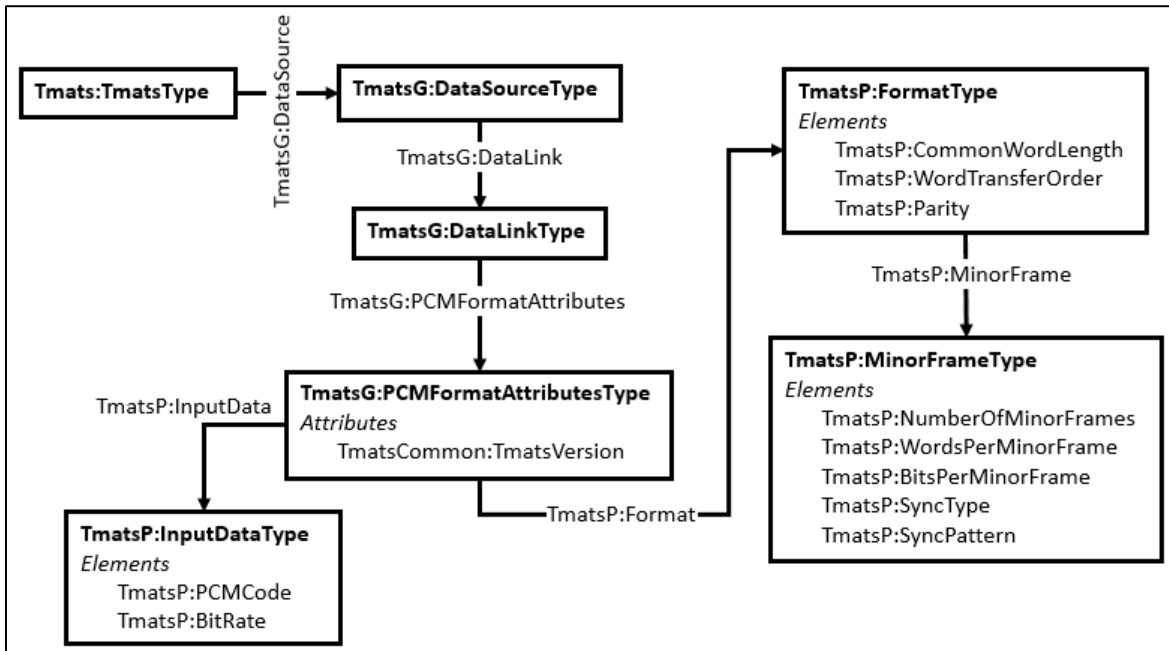 Tmats:TmatsType
TmatsG:DataSource
TmatsG:DataSourceType
TmatsG:DataLink
TmatsG:DataLinkType
TmatsG:PCMFormatAttributes
TmatsG:PCMFormatAttributesType
Attributes
TmatsCommon:TmatsVersion
TmatsP:InputData
TmatsP:InputDataType
Elements
TmatsP:PCMCode
TmatsP:BitRate
TmatsP:Format
TmatsP:FormatType
Elements
TmatsP:CommonWordLength
TmatsP:WordTransferOrder
TmatsP:Parity
TmatsP:MinorFrame
TmatsP:MinorFrameType
Elements
TmatsP:NumberOfMinorFrames
TmatsP:WordsPerMinorFrame
TmatsP:BitsPerMinorFrame
TmatsP:SyncType
TmatsP:SyncPattern